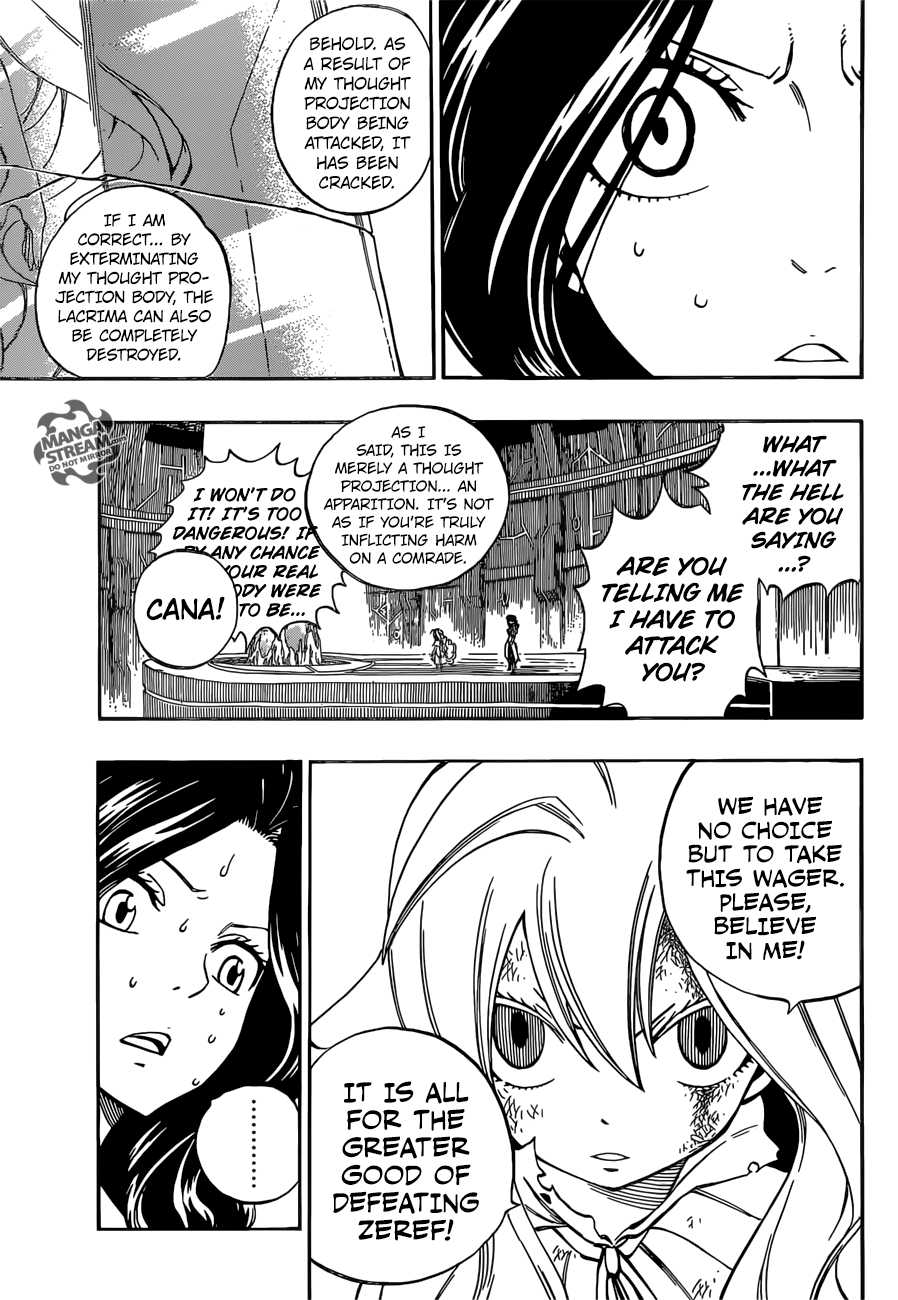 BEHOLD. AS
A RESULT OF
MY THOUGHT
PROJECTION
BODY BEING
ATTACKED, IT
HAS BEEN
CRACKED.
IF I AM
CORRECT... BY
EXTERMINATING
MY THOUGHT PRO-
JECTION BODY, THE
LACRIMA CAN ALSO
BE COMPLETELY
DESTROYED.
WHAT
...WHAT
THE HELL
ARE YOU
SAYING
...?
ARE YOU
TELLING ME
I HAVE TO
ATTACK
YOU?
AS I
SAID, THIS IS
MERELY A THOUGHT
PROJECTION... AN
APPARITION. IT'S NOT
AS IF YOU'RE TRULY
INFLICTING HARM
ON A COMRADE.
I WON'T DO
IT! IT'S TOO
DANGEROUS! IF
BY ANY CHANCE
YOUR REAL
BODY WERE
TO BE...
CANA!
MANGA
STREAM.com
DO NOT MIRROR
WE HAVE
NO CHOICE
BUT TO TAKE
THIS WAGER.
PLEASE,
BELIEVE
IN ME!
IT IS ALL
FOR THE
GREATER
GOOD OF
DEFEATING
ZEREF!
..........